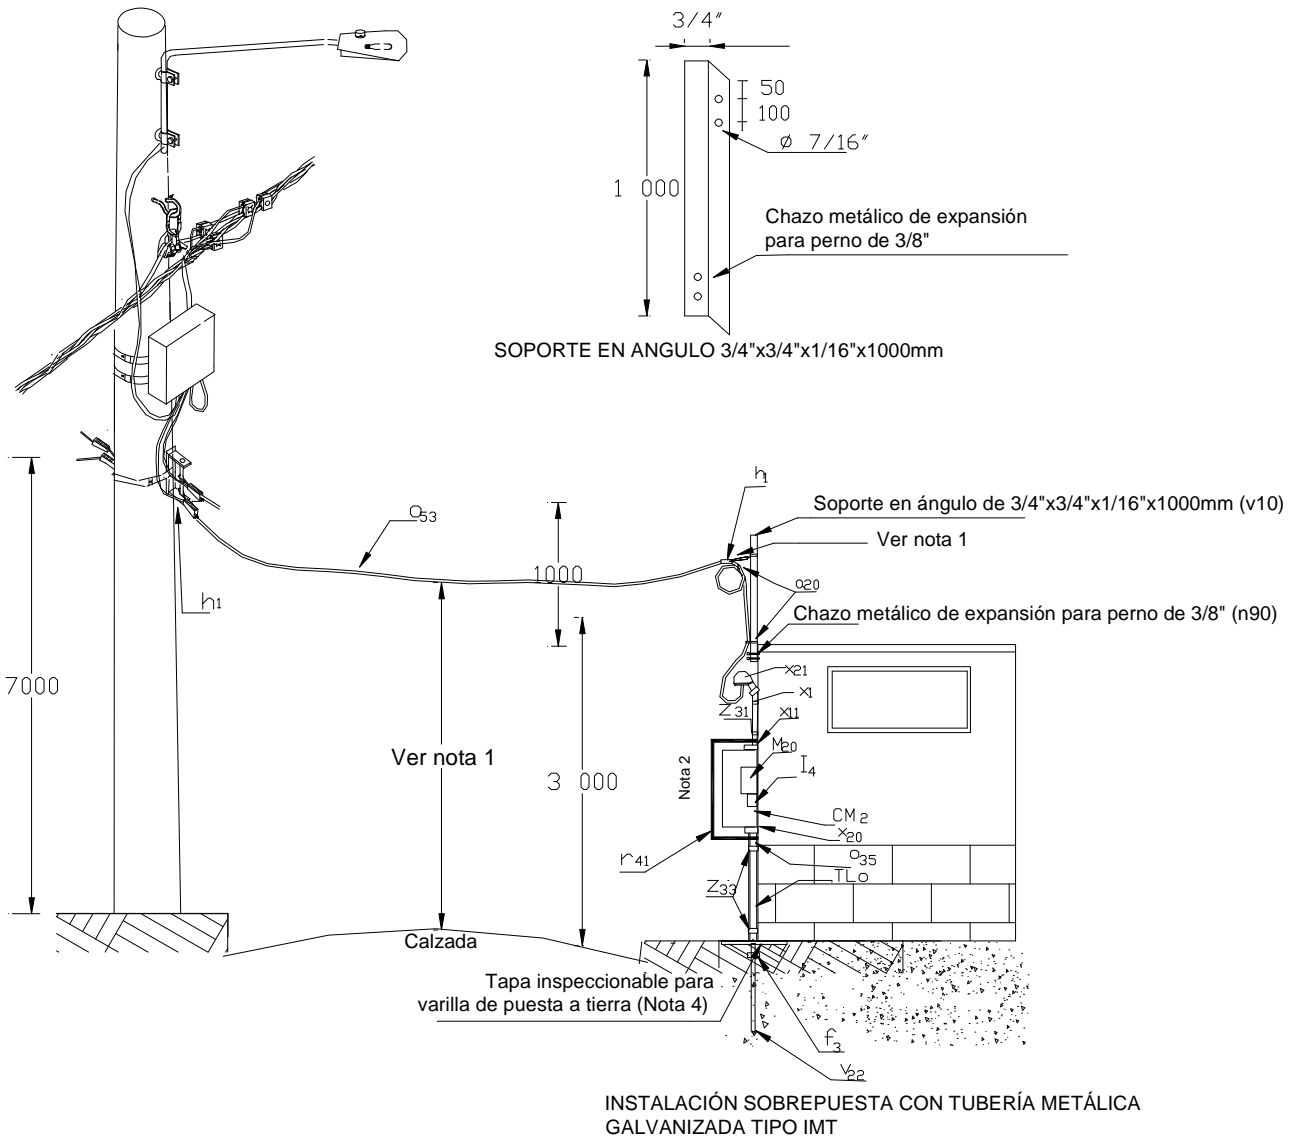 3/4"
50
100
ø 7/16"
1 000
Chazo metálico de expansión
para perno de 3/8"
SOPORTE EN ANGULO 3/4"x3/4"x1/16"x1000mm
h1
Soporte en ángulo de 3/4"x3/4"x1/16"x1000mm (v10)
o53
Ver nota 1
1000
o20
h1
Chazo metálico de expansión para perno de 3/8" (n90)
7000
x21
x1
Z31
x11
Ver nota 1
M20
I4
3 000
Nota 2
CM2
x20
r41
o35
Z33
TLo
Calzada
Tapa inspeccionable para
varilla de puesta a tierra (Nota 4)
f3
V22
INSTALACIÓN SOBREPUESTA CON TUBERÍA METÁLICA
GALVANIZADA TIPO IMT